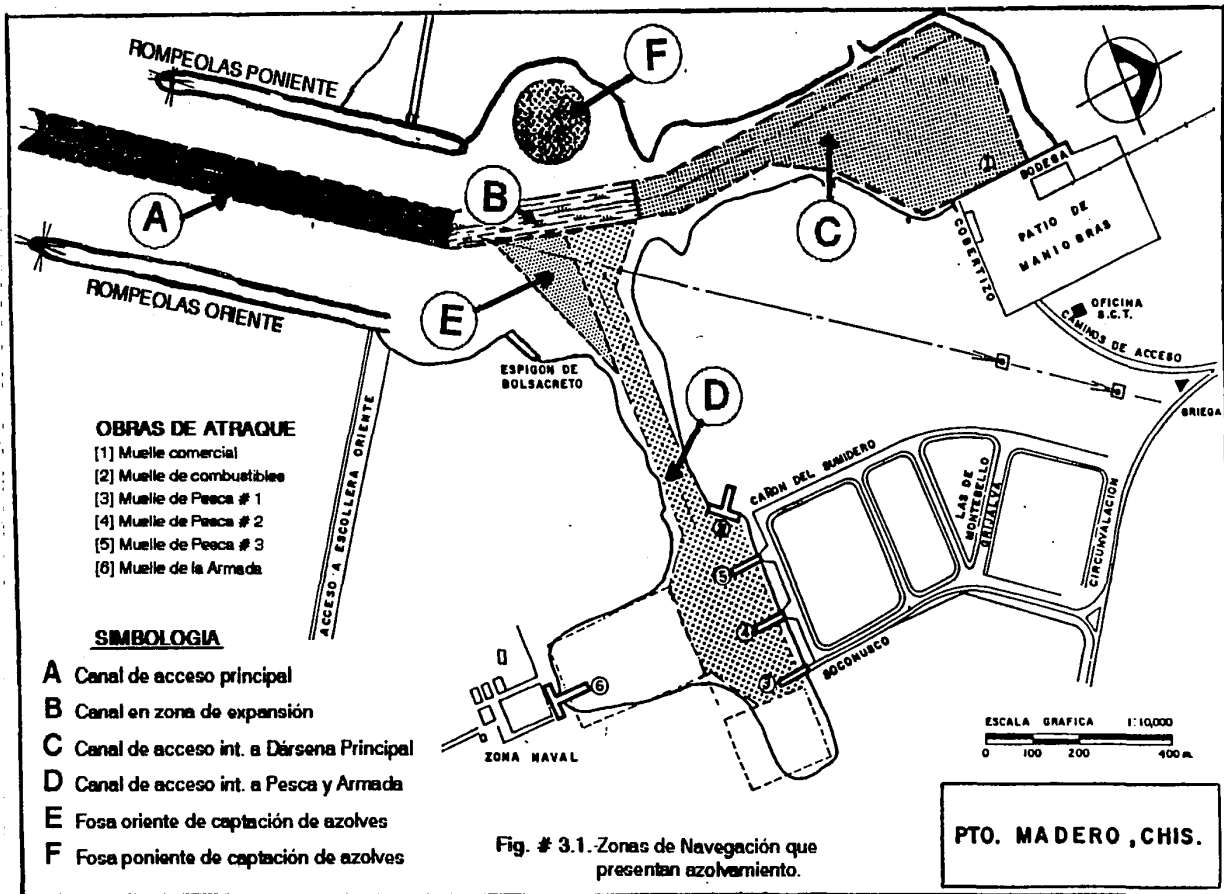 ROMPEOLAS PONIENTE
F
A
B
C
BODEGA
PATIO DE
MANIOBRAS
COBERTIZO
OFICINA
S.C.T.
CAMINOS DE ACCESO
ROMPEOLAS ORIENTE
E
ESPIGON DE
BOLSACRETO
D
BRIEGA
ACCESO A ESCOLLERA ORIENTE
OBRAS DE ATRAQUE
[1] Muelle comercial
[2] Muelle de combustibles
[3] Muelle de Pesca # 1
[4] Muelle de Pesca # 2
[5] Muelle de Pesca # 3
[6] Muelle de la Armada
CAÑON DEL SUMIDERO
LAS DE
MONTEBELLO
GRIJALVA
CIRCUNVALACION
SOCONUSCO
5
4
3
6
ZONA NAVAL
SIMBOLOGIA
A Canal de acceso principal
B Canal en zona de expansión
C Canal de acceso int. a Dársena Principal
D Canal de acceso int. a Pesca y Armada
E Fosa oriente de captación de azolves
F Fosa poniente de captación de azolves
ESCALA GRAFICA 1:10,000
0 100 200 400 m.
Fig. # 3.1.-Zonas de Navegación que
presentan azolvamiento.
PTO. MADERO, CHIS.